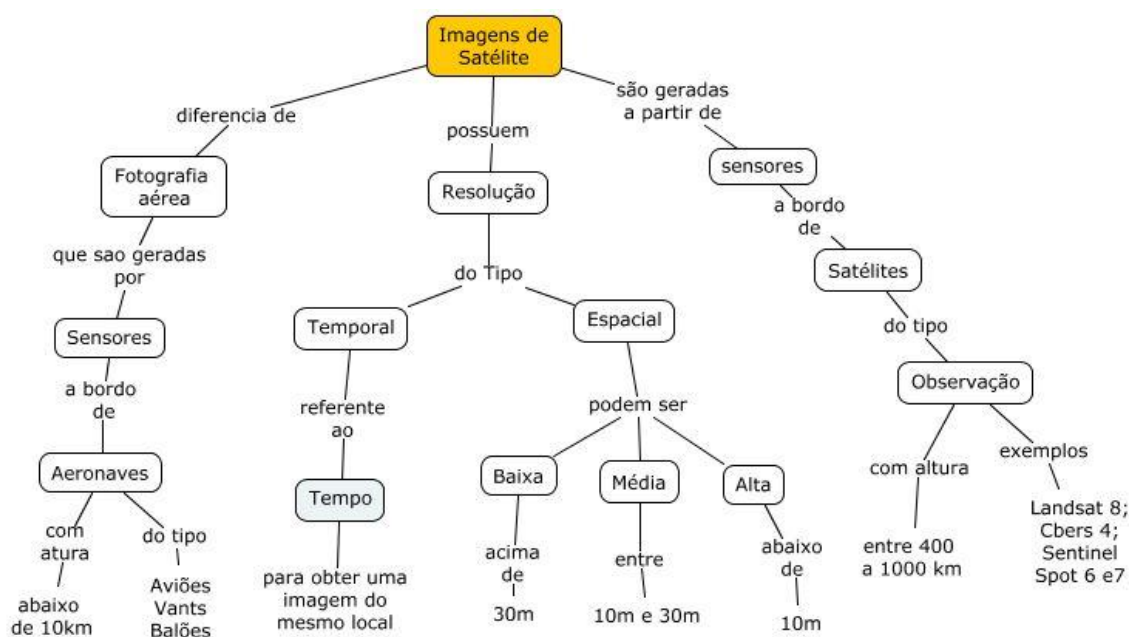 Imagens de
Satélite
diferencia de
Fotografia
aérea
que sao geradas
por
Sensores
a bordo
de
Aeronaves
com
atura
abaixo
de 10km
do tipo
Aviões
Vants
Balões
possuem
Resolução
do Tipo
Temporal
referente
ao
Tempo
para obter uma
imagem do
mesmo local
Espacial
podem ser
Baixa
acima
de
30m
Média
entre
10m e 30m
Alta
abaixo
de
10m
são geradas
a partir de
sensores
a bordo
de
Satélites
do tipo
Observação
com altura
entre 400
a 1000 km
exemplos
Landsat 8;
Cbers 4;
Sentinel
Spot 6 e7